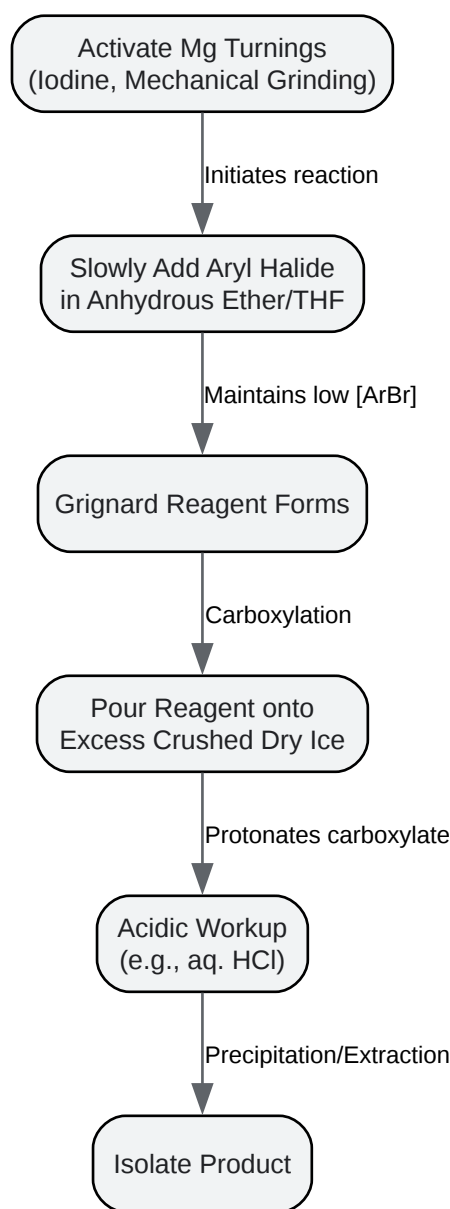 Activate Mg Turnings
(Iodine, Mechanical Grinding)
Initiates reaction
Slowly Add Aryl Halide
in Anhydrous Ether/THF
Maintains low [ArBr]
Grignard Reagent Forms
Carboxylation
Pour Reagent onto
Excess Crushed Dry Ice
Protonates carboxylate
Acidic Workup
(e.g., aq. HCl)
Precipitation/Extraction
Isolate Product